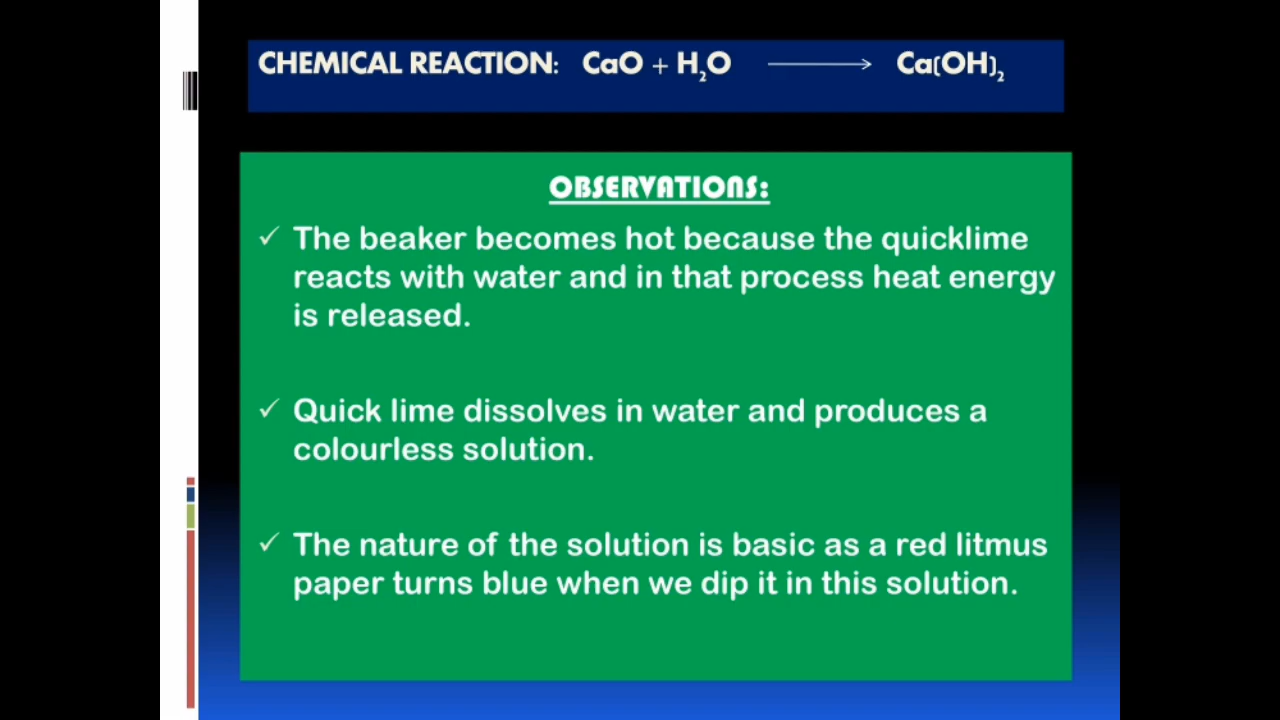 CHEMICAL REACTION: CaO + H₂O ⟶ Ca(OH)₂
OBSERVATIONS:
✓ The beaker becomes hot because the quicklime
reacts with water and in that process heat energy
is released.
✓ Quick lime dissolves in water and produces a
colourless solution.
✓ The nature of the solution is basic as a red litmus
paper turns blue when we dip it in this solution.